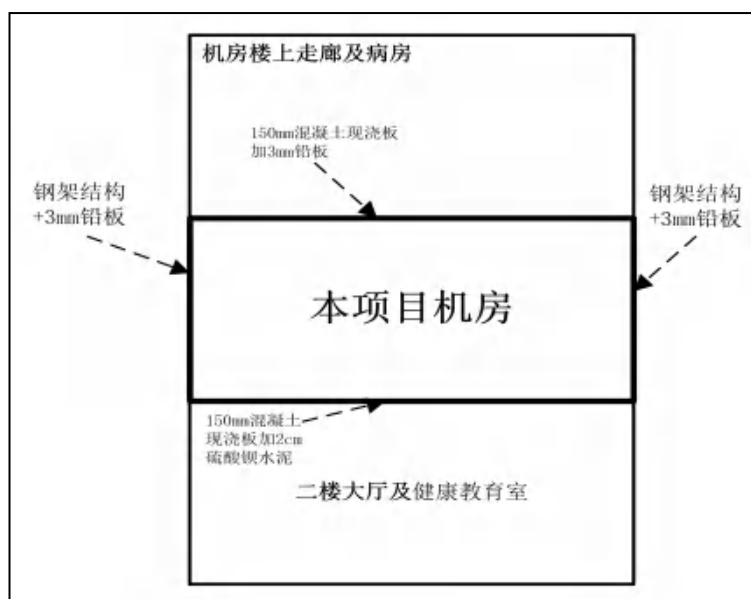 机房楼上走廊及病房
150mm混凝土现浇板
加3mm铅板
钢架结构
+3mm铅板
钢架结构
+3mm铅板
本项目机房
150mm混凝土
现浇板加2cm
硫酸钡水泥
二楼大厅及健康教育室